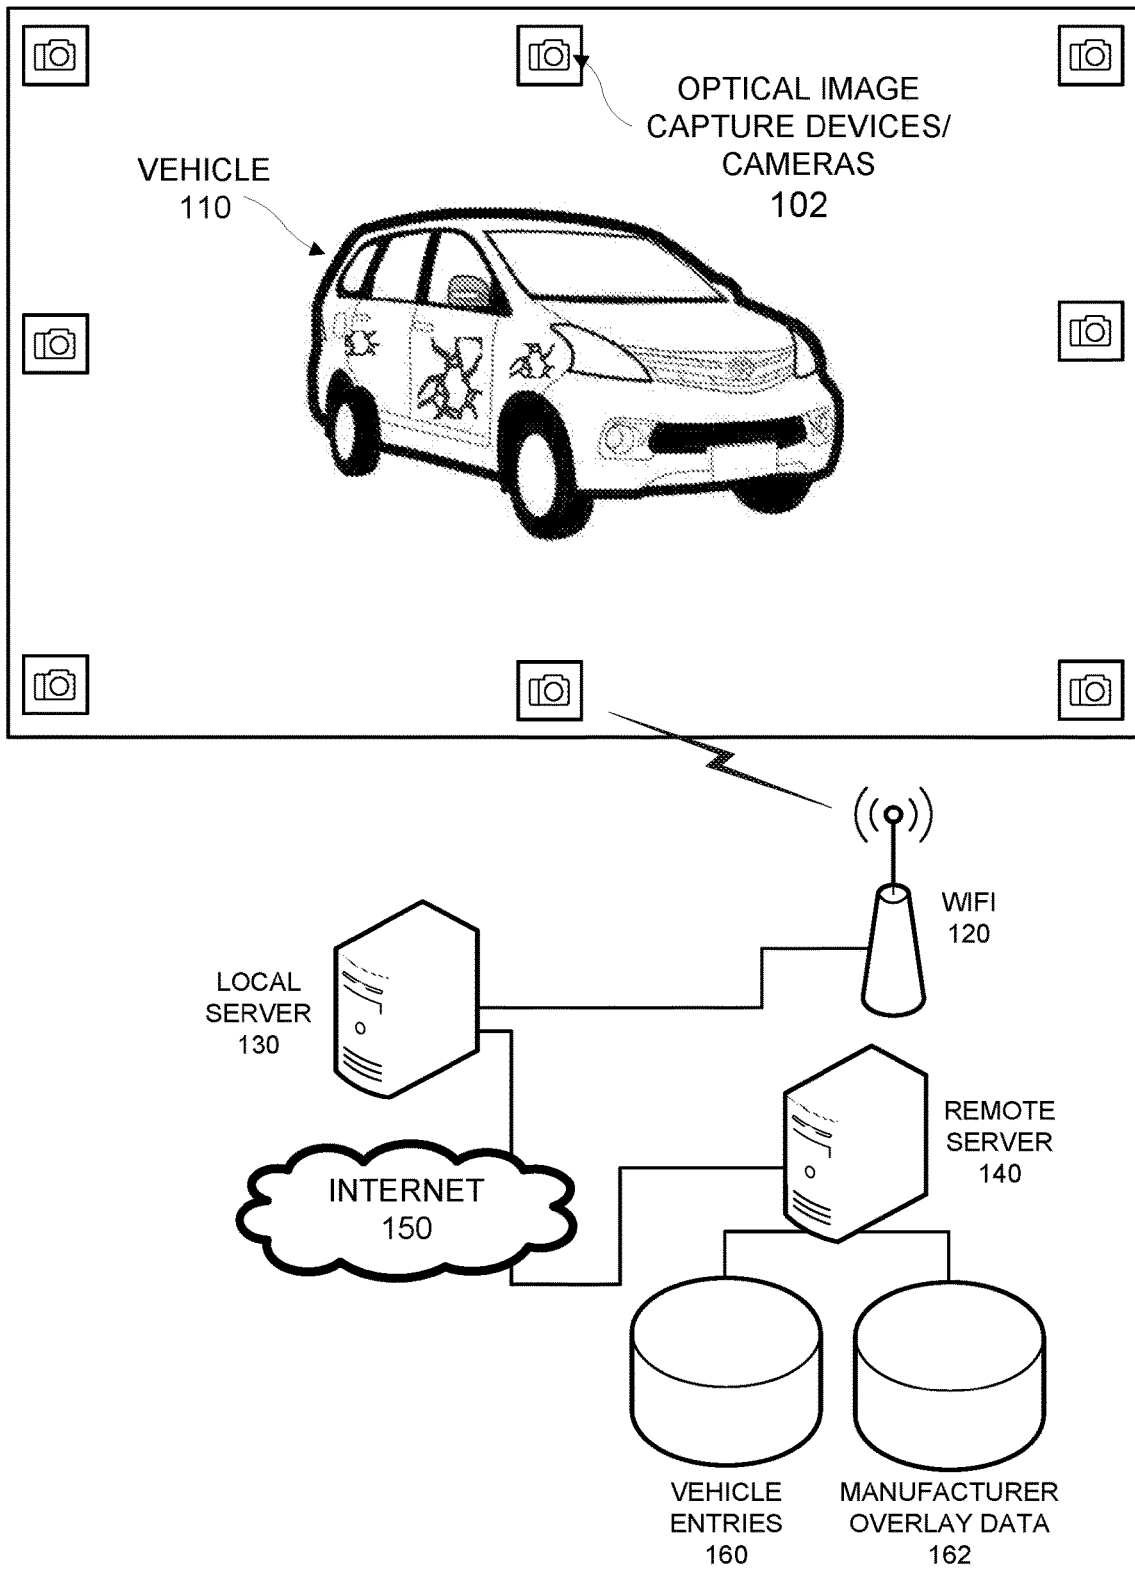 OPTICAL IMAGE
CAPTURE DEVICES/
CAMERAS
102
VEHICLE
110
WIFI
120
LOCAL
SERVER
130
REMOTE
SERVER
140
INTERNET
150
VEHICLE
ENTRIES
160
MANUFACTURER
OVERLAY DATA
162